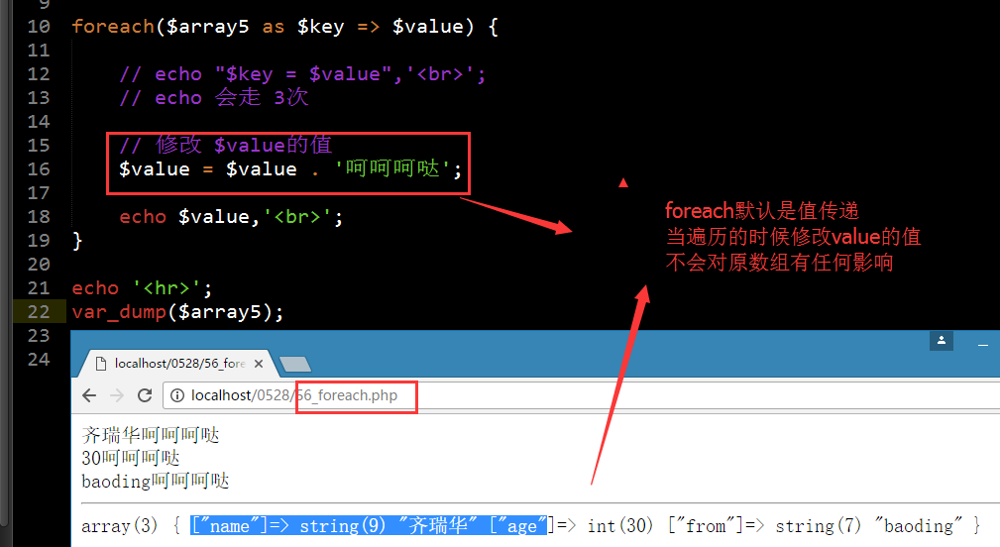 9
10 foreach($array5 as $key => $value) {
11
12 // echo "$key = $value",'<br>';
13 // echo 会走 3次
14
15 // 修改 $value的值
16 $value = $value . '呵呵呵哒';
17
18 echo $value,'<br>';
19 }
20
21 echo '<hr>';
22 var_dump($array5);
23
24
foreach默认是值传递
当遍历的时候修改value的值
不会对原数组有任何影响
localhost/0528/56_fore
localhost/0528/56_foreach.php
齐瑞华呵呵呵哒
30呵呵呵哒
baoding呵呵呵哒
array(3) { ["name"]=> string(9) "齐瑞华" ["age"]=> int(30) ["from"]=> string(7) "baoding" }